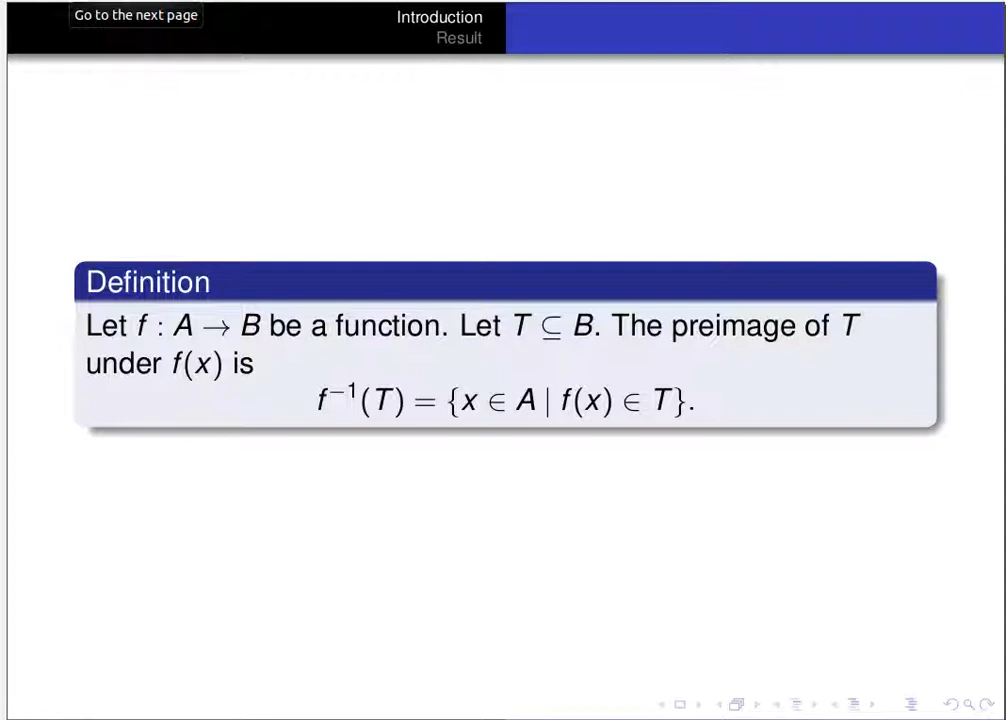 Go to the next page
Introduction
Result
Definition
Let f : A → B be a function. Let T ⊆ B. The preimage of T
under f(x) is
f⁻¹(T) = {x ∈ A | f(x) ∈ T}.